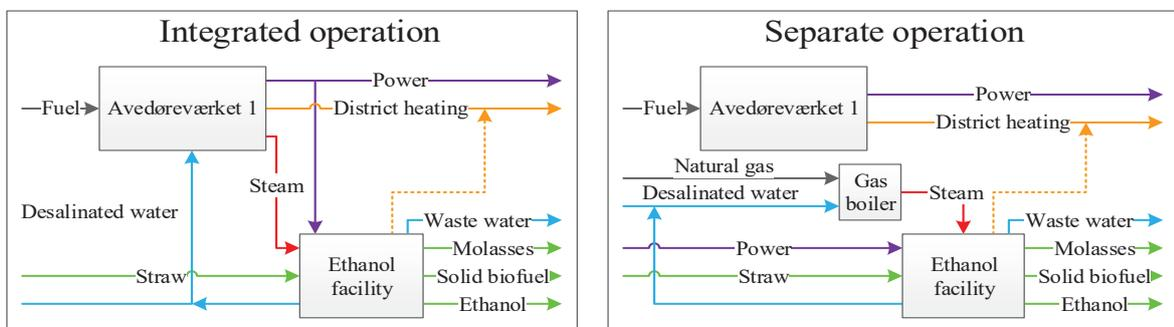 Integrated operation
Power
Fuel
Avedøreværket 1
District heating
Steam
Desalinated water
Waste water
Molasses
Straw
Ethanol
facility
Solid biofuel
Ethanol
Separate operation
Power
Fuel
Avedøreværket 1
District heating
Natural gas
Desalinated water
Gas
boiler
Steam
Waste water
Power
Molasses
Straw
Ethanol
facility
Solid biofuel
Ethanol